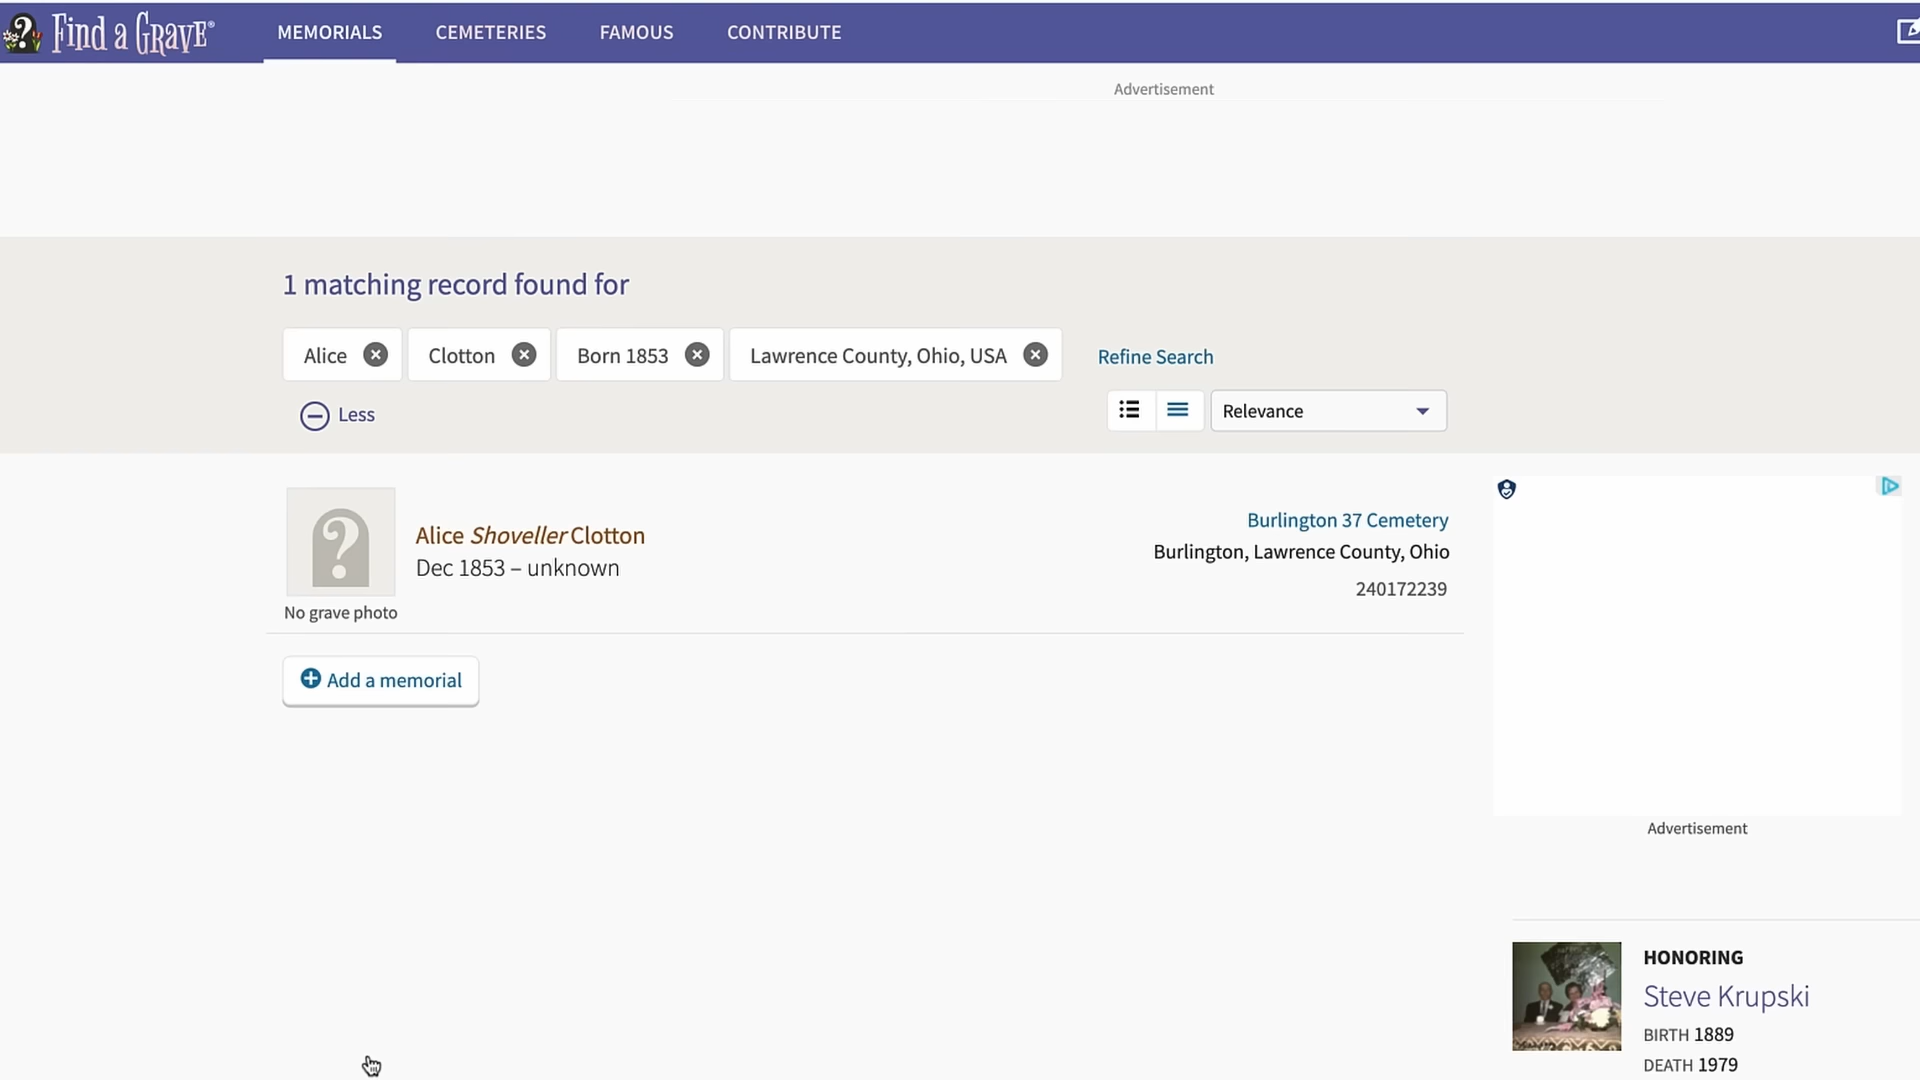 Find a Grave®
MEMORIALS
CEMETERIES
FAMOUS
CONTRIBUTE
Advertisement
1 matching record found for
Alice
Clotton
Born 1853
Lawrence County, Ohio, USA
Refine Search
Less
Relevance
Alice Shoveller Clotton
Dec 1853 – unknown
No grave photo
Burlington 37 Cemetery
Burlington, Lawrence County, Ohio
240172239
Add a memorial
Advertisement
HONORING
Steve Krupski
BIRTH 1889
DEATH 1979